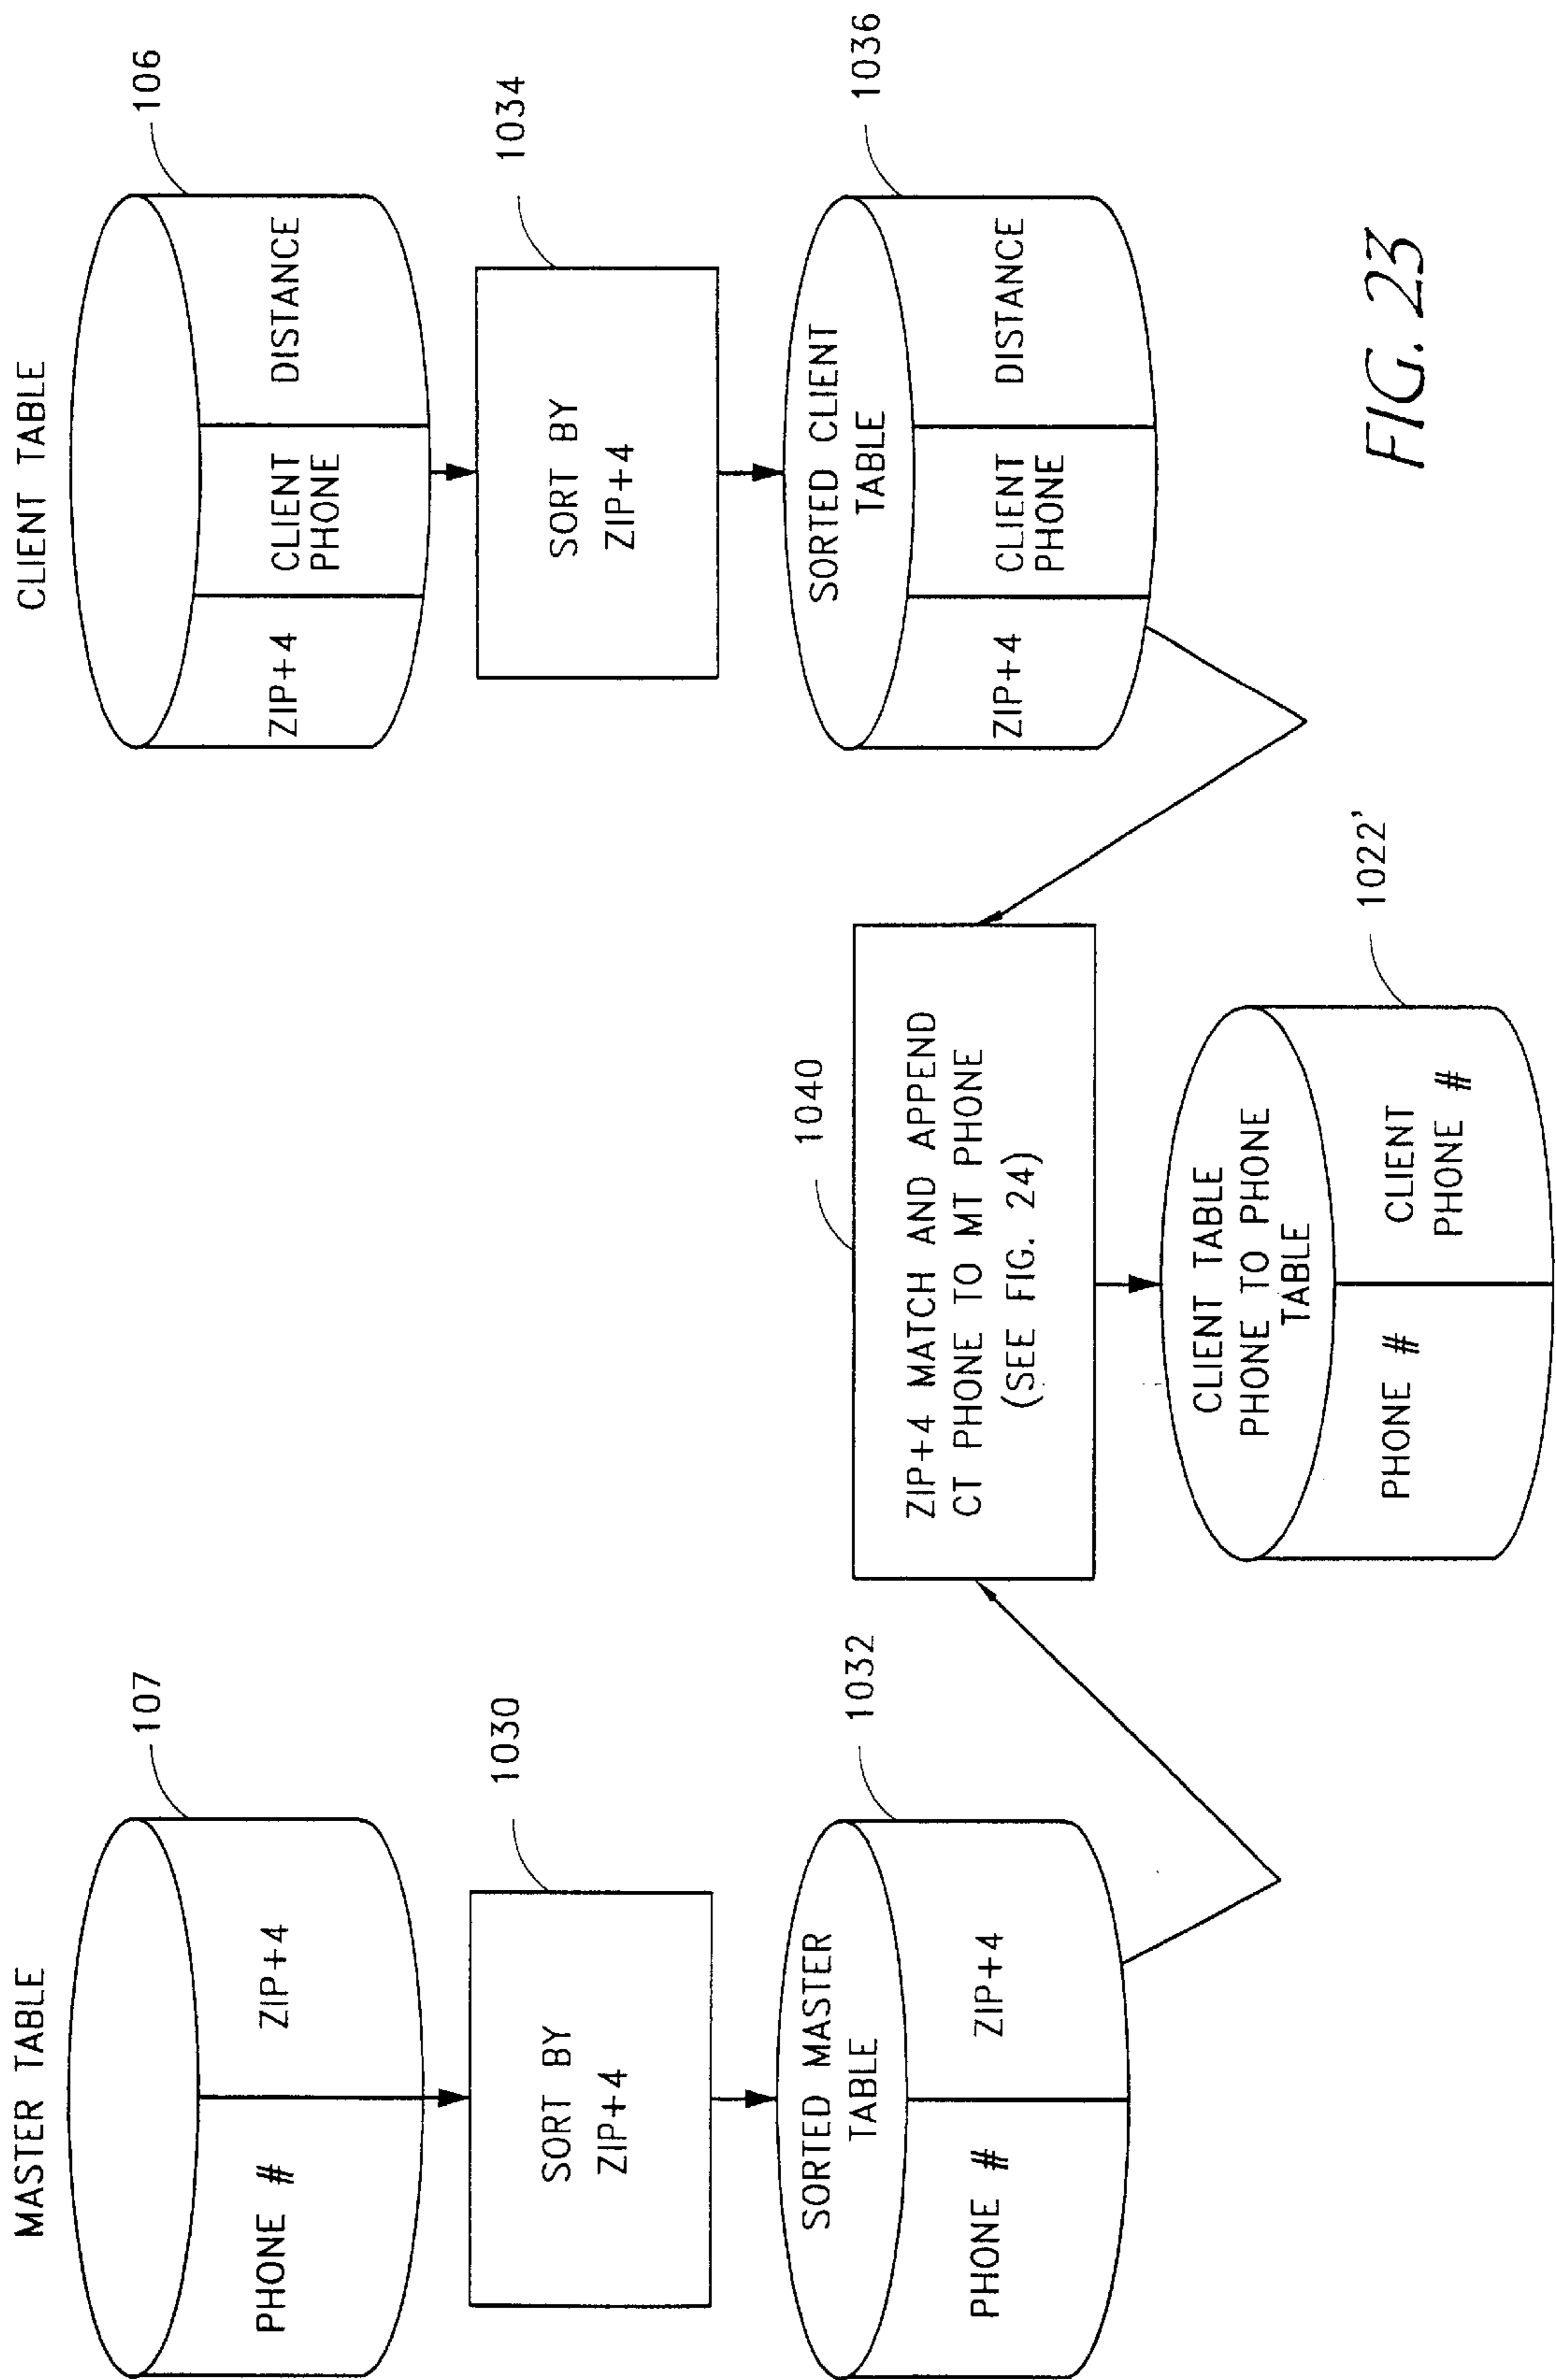 MASTER TABLE
107
PHONE #
ZIP+4
1030
SORT BY
ZIP+4
1032
SORTED MASTER
TABLE
PHONE #
ZIP+4
CLIENT TABLE
106
ZIP+4
CLIENT
PHONE
DISTANCE
1034
SORT BY
ZIP+4
1036
SORTED CLIENT
TABLE
ZIP+4
CLIENT
PHONE
DISTANCE
1040
ZIP+4 MATCH AND APPEND
CT PHONE TO MT PHONE
(SEE FIG. 24)
1022'
CLIENT TABLE
PHONE TO PHONE
TABLE
PHONE #
CLIENT
PHONE #
FIG. 23